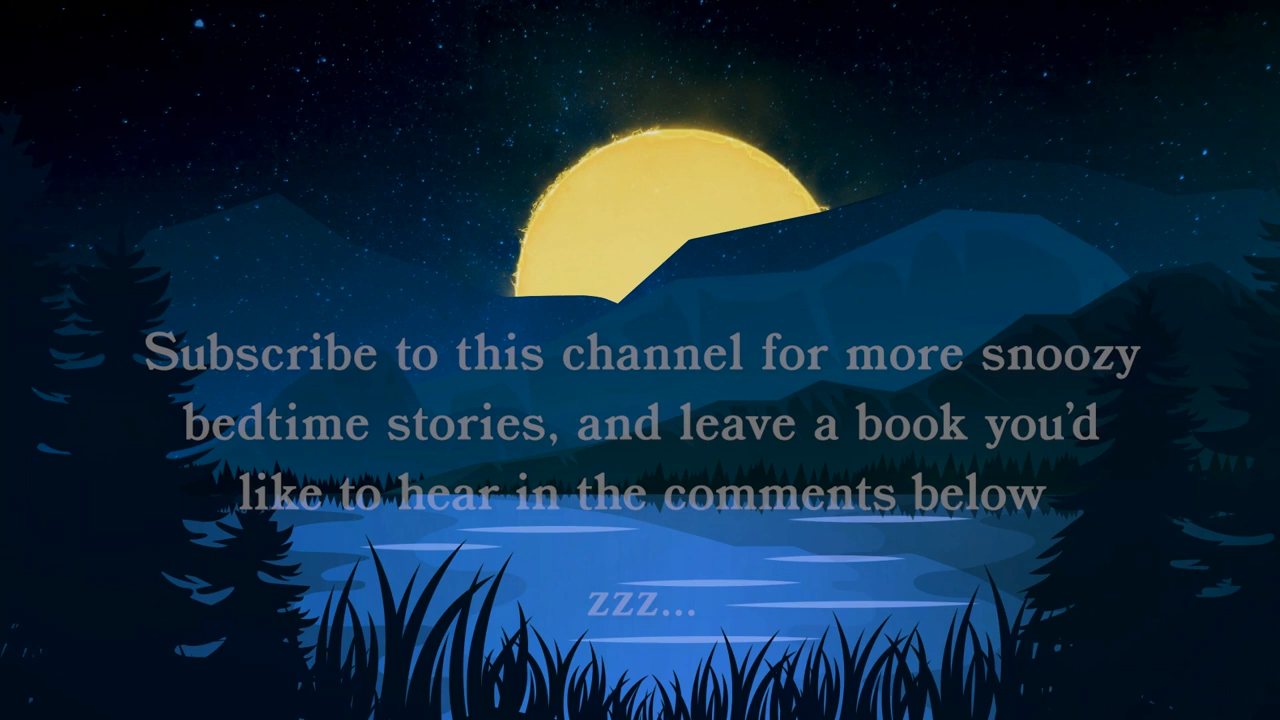 Subscribe to this channel for more snoozy
bedtime stories, and leave a book you’d
like to hear in the comments below
zzz...